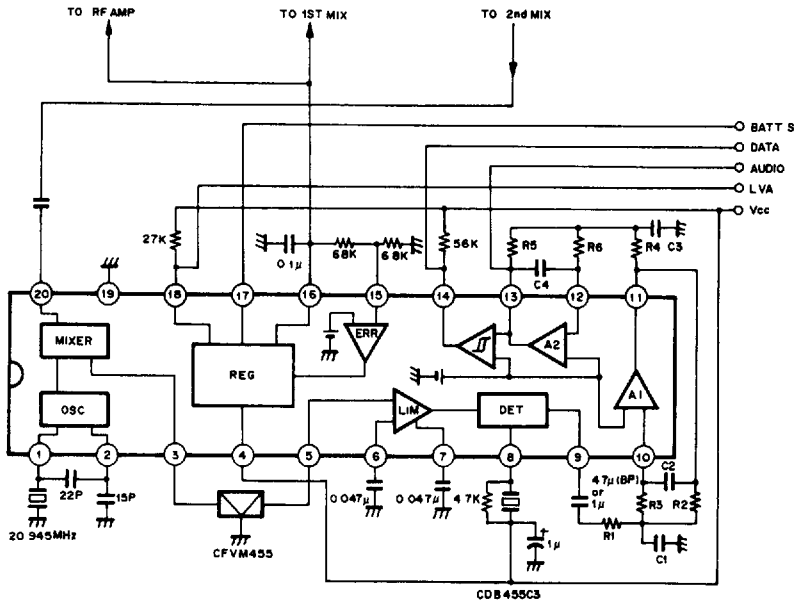 TO RF AMP
TO 1ST MIX
TO 2nd MIX
BATT S
DATA
AUDIO
LVA
Vcc
27K
0.1μ
68K
68K
56K
R5
C4
R6
R4
C3
20
19
18
17
16
15
14
13
12
11
MIXER
OSC
REG
ERR
A2
A1
LIM
DET
1
2
3
4
5
6
7
8
9
10
22P
15P
20.945MHz
CFVM455
0.047μ
0.047μ
4.7K
1μ
CDB455C3
4.7μ(BP)
or
1μ
R1
R3
C2
R2
C1